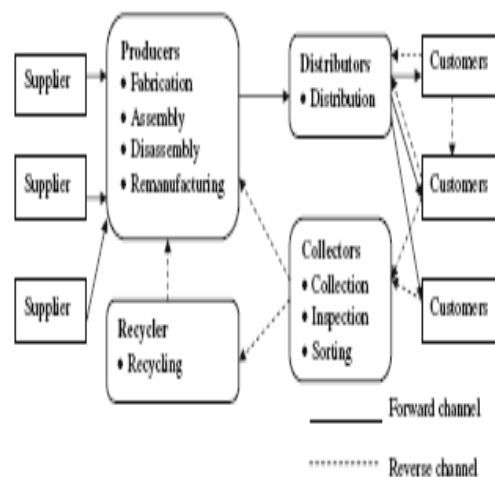 Supplier
Supplier
Supplier
Producers
• Fabrication
• Assembly
• Disassembly
• Remanufacturing
Recycler
• Recycling
Distributors
• Distribution
Collectors
• Collection
• Inspection
• Sorting
Customers
Customers
Customers
Forward channel
Reverse channel